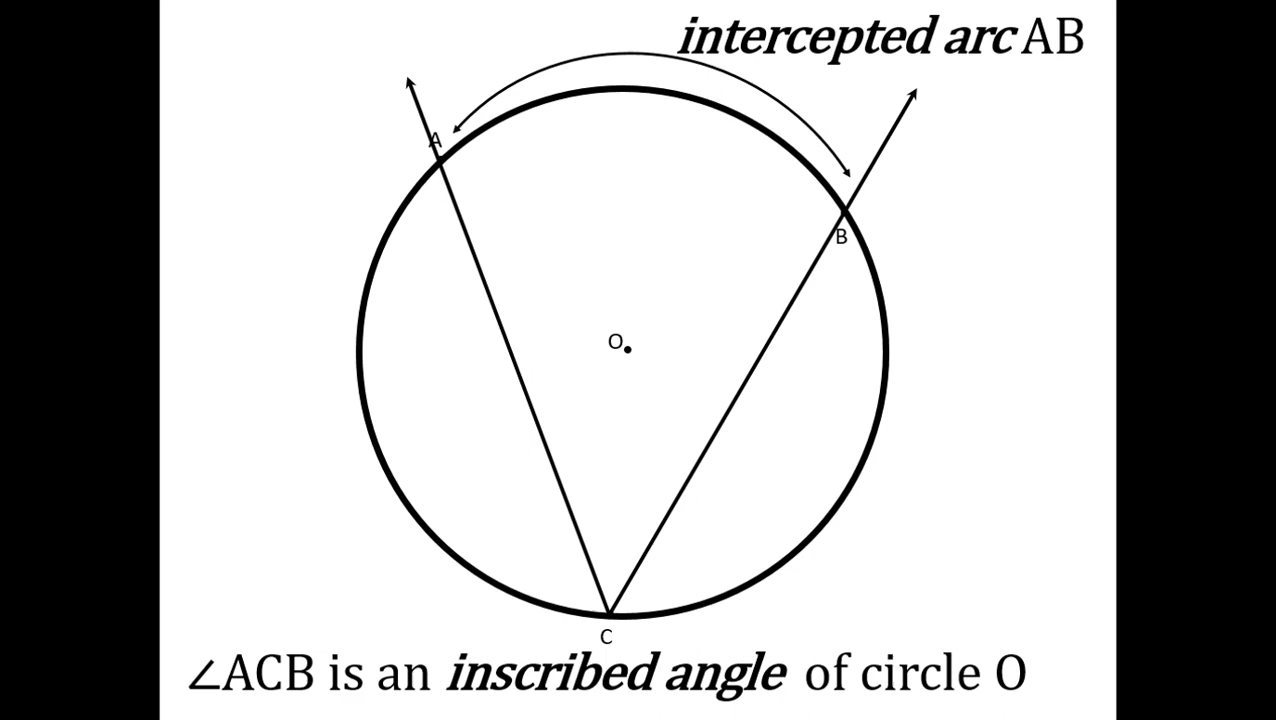 intercepted arc AB
A
B
O
C
∠ACB is an inscribed angle of circle O